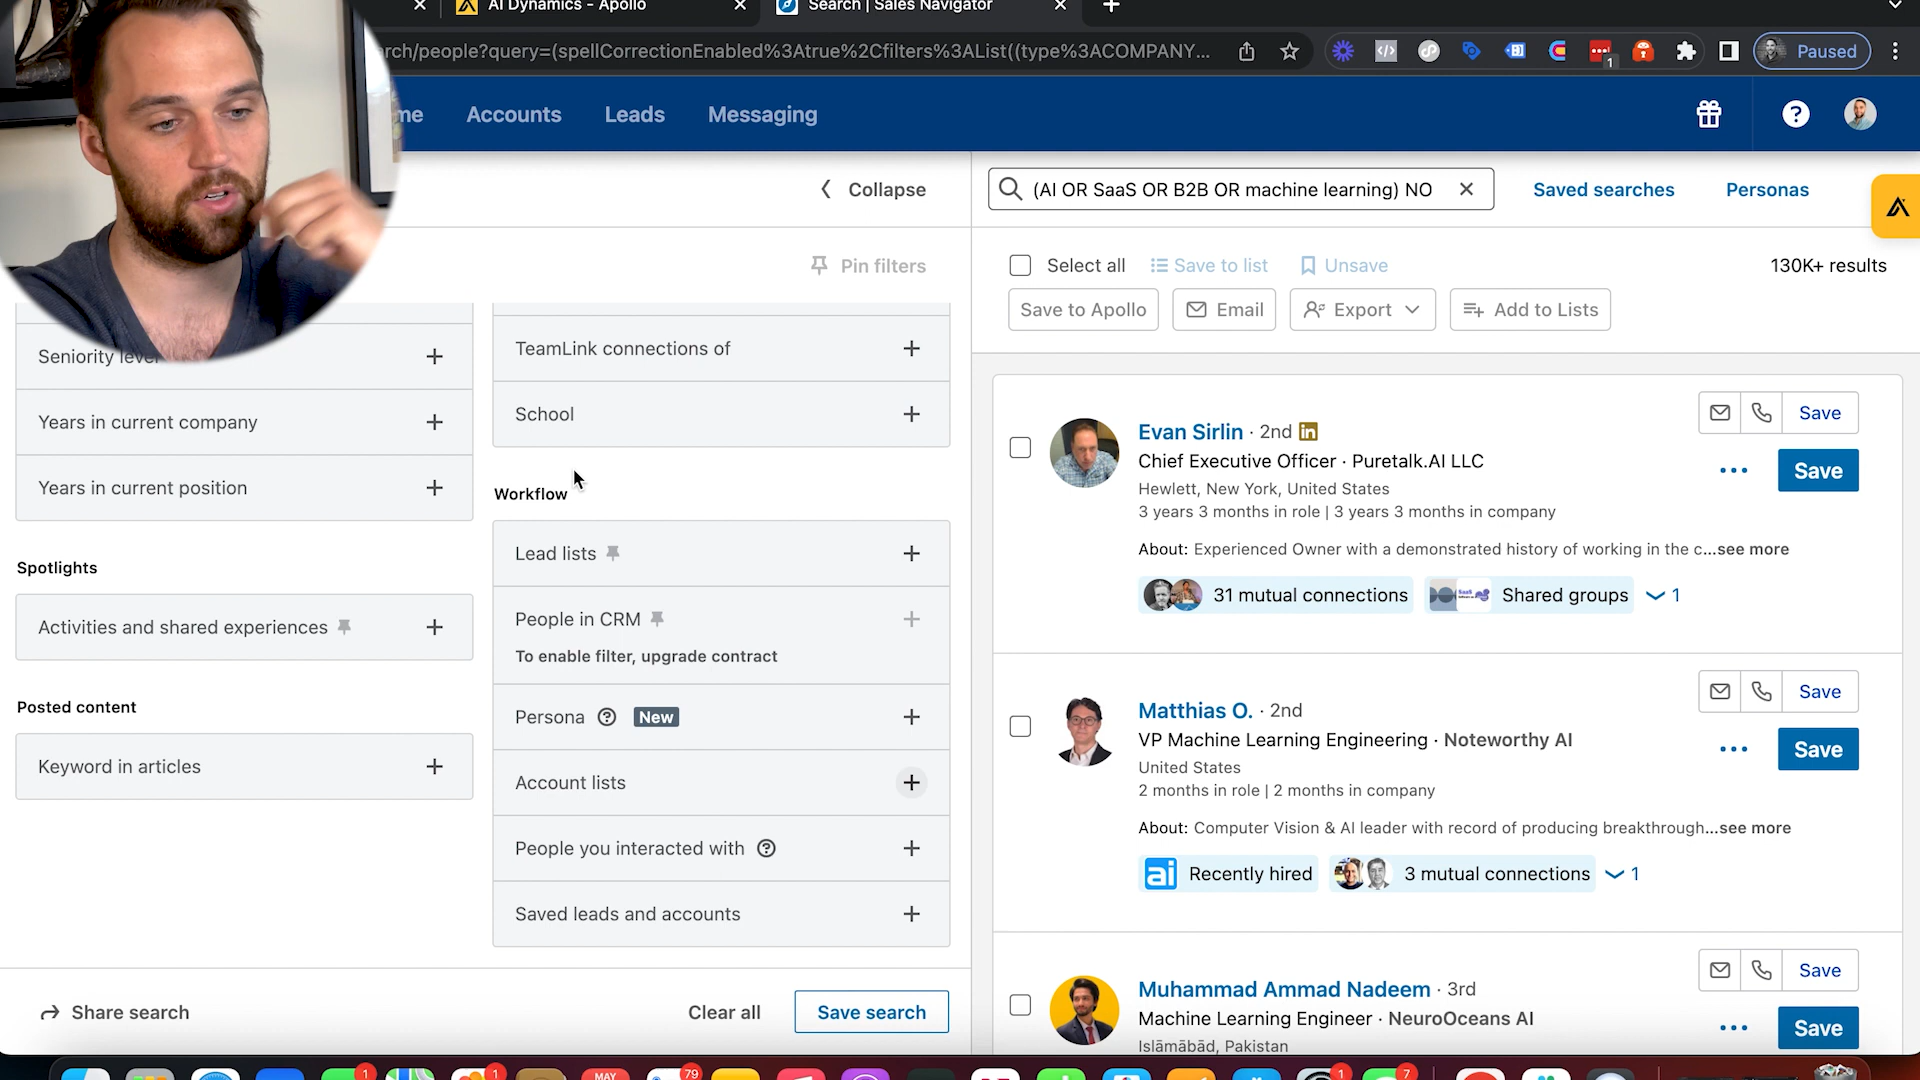 AI Dynamics - Apollo
Search | Sales Navigator
rch/people?query=(spellCorrectionEnabled%3Atrue%2Cfilters%3AList((type%3ACOMPANY...
1
Paused
me
Accounts
Leads
Messaging
Collapse
(AI OR SaaS OR B2B OR machine learning) NO
Saved searches
Personas
Pin filters
Select all
Save to list
Unsave
130K+ results
Save to Apollo
Email
Export
Add to Lists
Seniority level
Years in current company
Years in current position
Spotlights
Activities and shared experiences
Posted content
Keyword in articles
TeamLink connections of
School
Workflow
Lead lists
People in CRM
To enable filter, upgrade contract
Persona
New
Account lists
People you interacted with
Saved leads and accounts
Share search
Clear all
Save search
Evan Sirlin · 2nd in
Chief Executive Officer · Puretalk.AI LLC
Hewlett, New York, United States
3 years 3 months in role | 3 years 3 months in company
About: Experienced Owner with a demonstrated history of working in the c...see more
31 mutual connections
Shared groups
1
Save
Save
Matthias O. · 2nd
VP Machine Learning Engineering · Noteworthy AI
United States
2 months in role | 2 months in company
About: Computer Vision & AI leader with record of producing breakthrough...see more
ai Recently hired
3 mutual connections
1
Save
Save
Muhammad Ammad Nadeem · 3rd
Machine Learning Engineer · NeuroOceans AI
Islāmābād, Pakistan
Save
Save
1
1
MAY
79
1
7